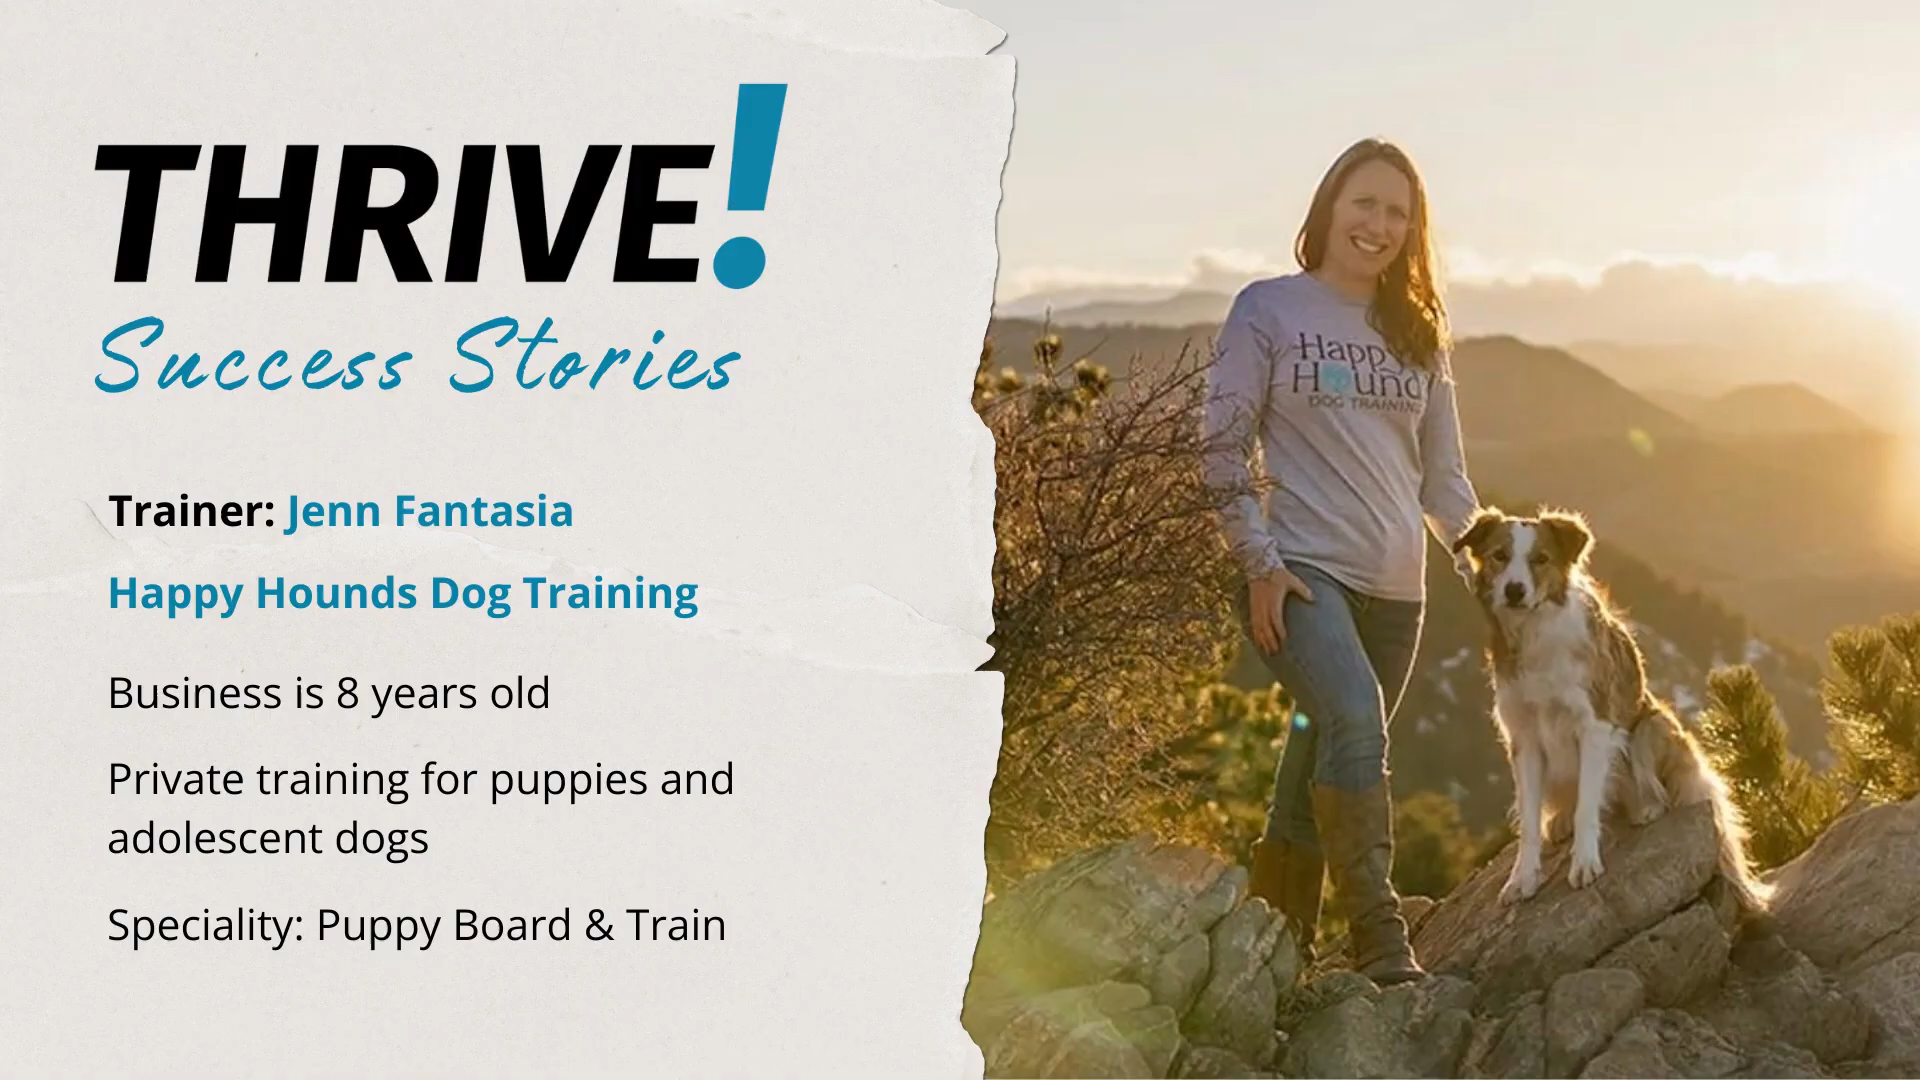 THRIVE!
Success Stories
Trainer: Jenn Fantasia
Happy Hounds Dog Training
Business is 8 years old
Private training for puppies and
adolescent dogs
Speciality: Puppy Board & Train
Happy
Hound
DOG TRAINING